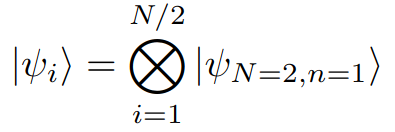 |ψ_i⟩ = ⨂_{i=1}^{N/2} |ψ_{N=2,n=1}⟩